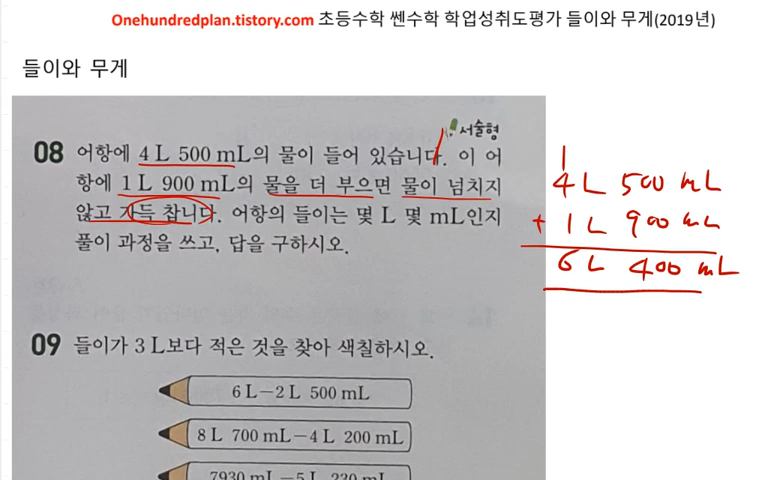 Onehundredplan.tistory.com 초등수학 쎈수학 학업성취도평가 들이와 무게(2019년)
들이와 무게
서술형
08 어항에 4 L 500 mL의 물이 들어 있습니다. 이 어
항에 1 L 900 mL의 물을 더 부으면 물이 넘치지
않고 가득 찹니다. 어항의 들이는 몇 L 몇 mL인지
풀이 과정을 쓰고, 답을 구하시오.
1
4 L 500 mL
+ 1 L 900 mL
6 L 400 mL
09 들이가 3 L보다 적은 것을 찾아 색칠하시오.
6 L−2 L 500 mL
8 L 700 mL−4 L 200 mL
7930 mL−5 L 220 mL